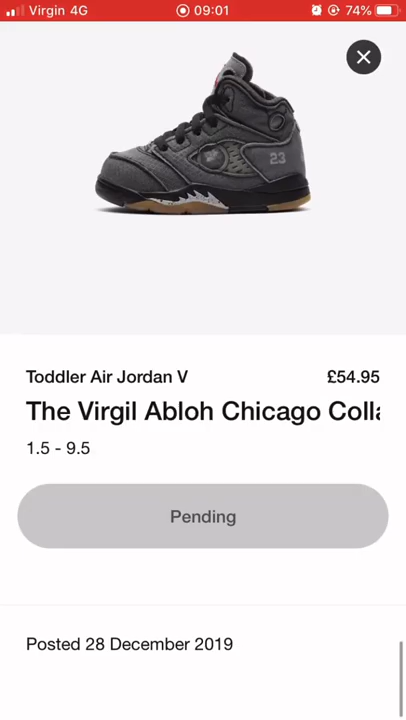 Virgin 4G 09:01 74%
23
Toddler Air Jordan V £54.95
The Virgil Abloh Chicago Colla
1.5 - 9.5
Pending
Posted 28 December 2019